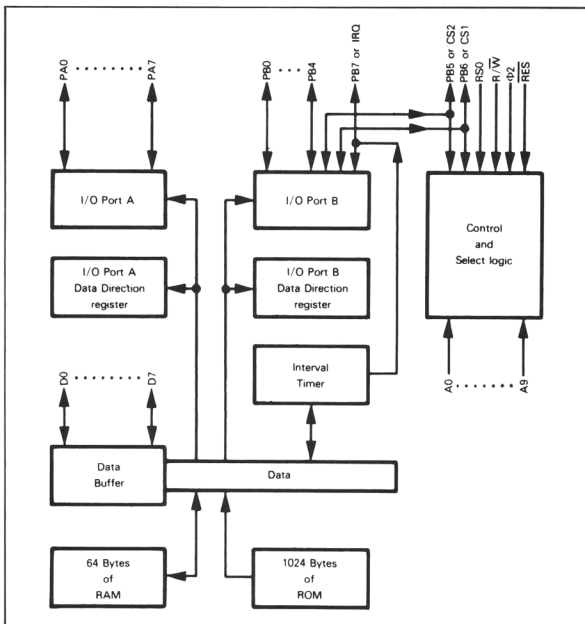 PA0 ........ PA7
PB0 .... PB4
PB7 or IRQ
PB5 or CS2
PB6 or CS1
RS0
R/W̅
Φ2
R̅E̅S̅
I/O Port A
I/O Port B
Control
and
Select logic
I/O Port A
Data Direction
register
I/O Port B
Data Direction
register
Interval
Timer
A0 ........ A9
D0 ........ D7
Data
Buffer
Data
64 Bytes
of
RAM
1024 Bytes
of
ROM